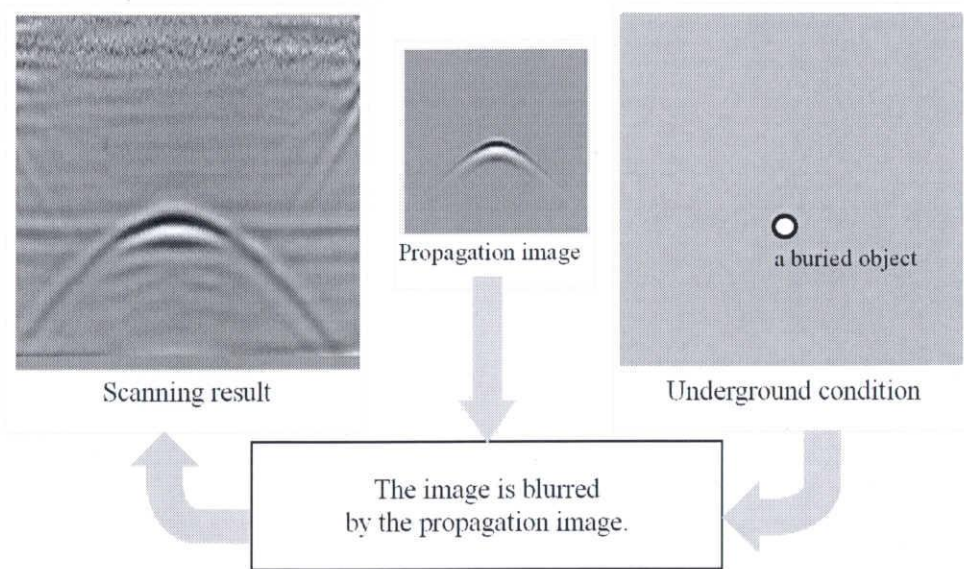 Propagation image
a buried object
Scanning result
Underground condition
The image is blurred
by the propagation image.